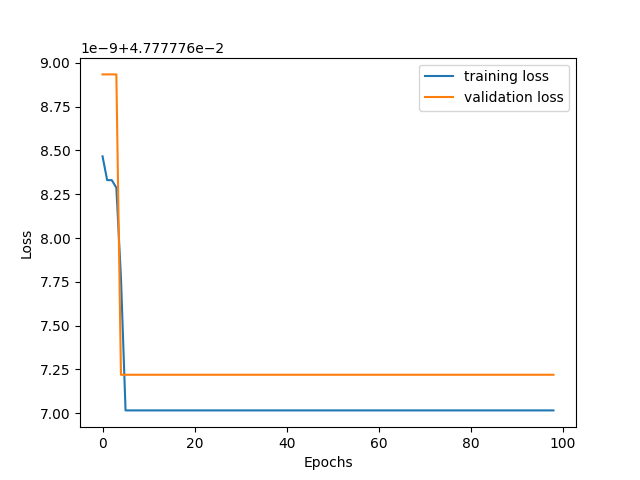 1e−9+4.777776e−2
9.00
8.75
8.50
8.25
8.00
7.75
7.50
7.25
7.00
Loss
training loss
validation loss
0 20 40 60 80 100
Epochs